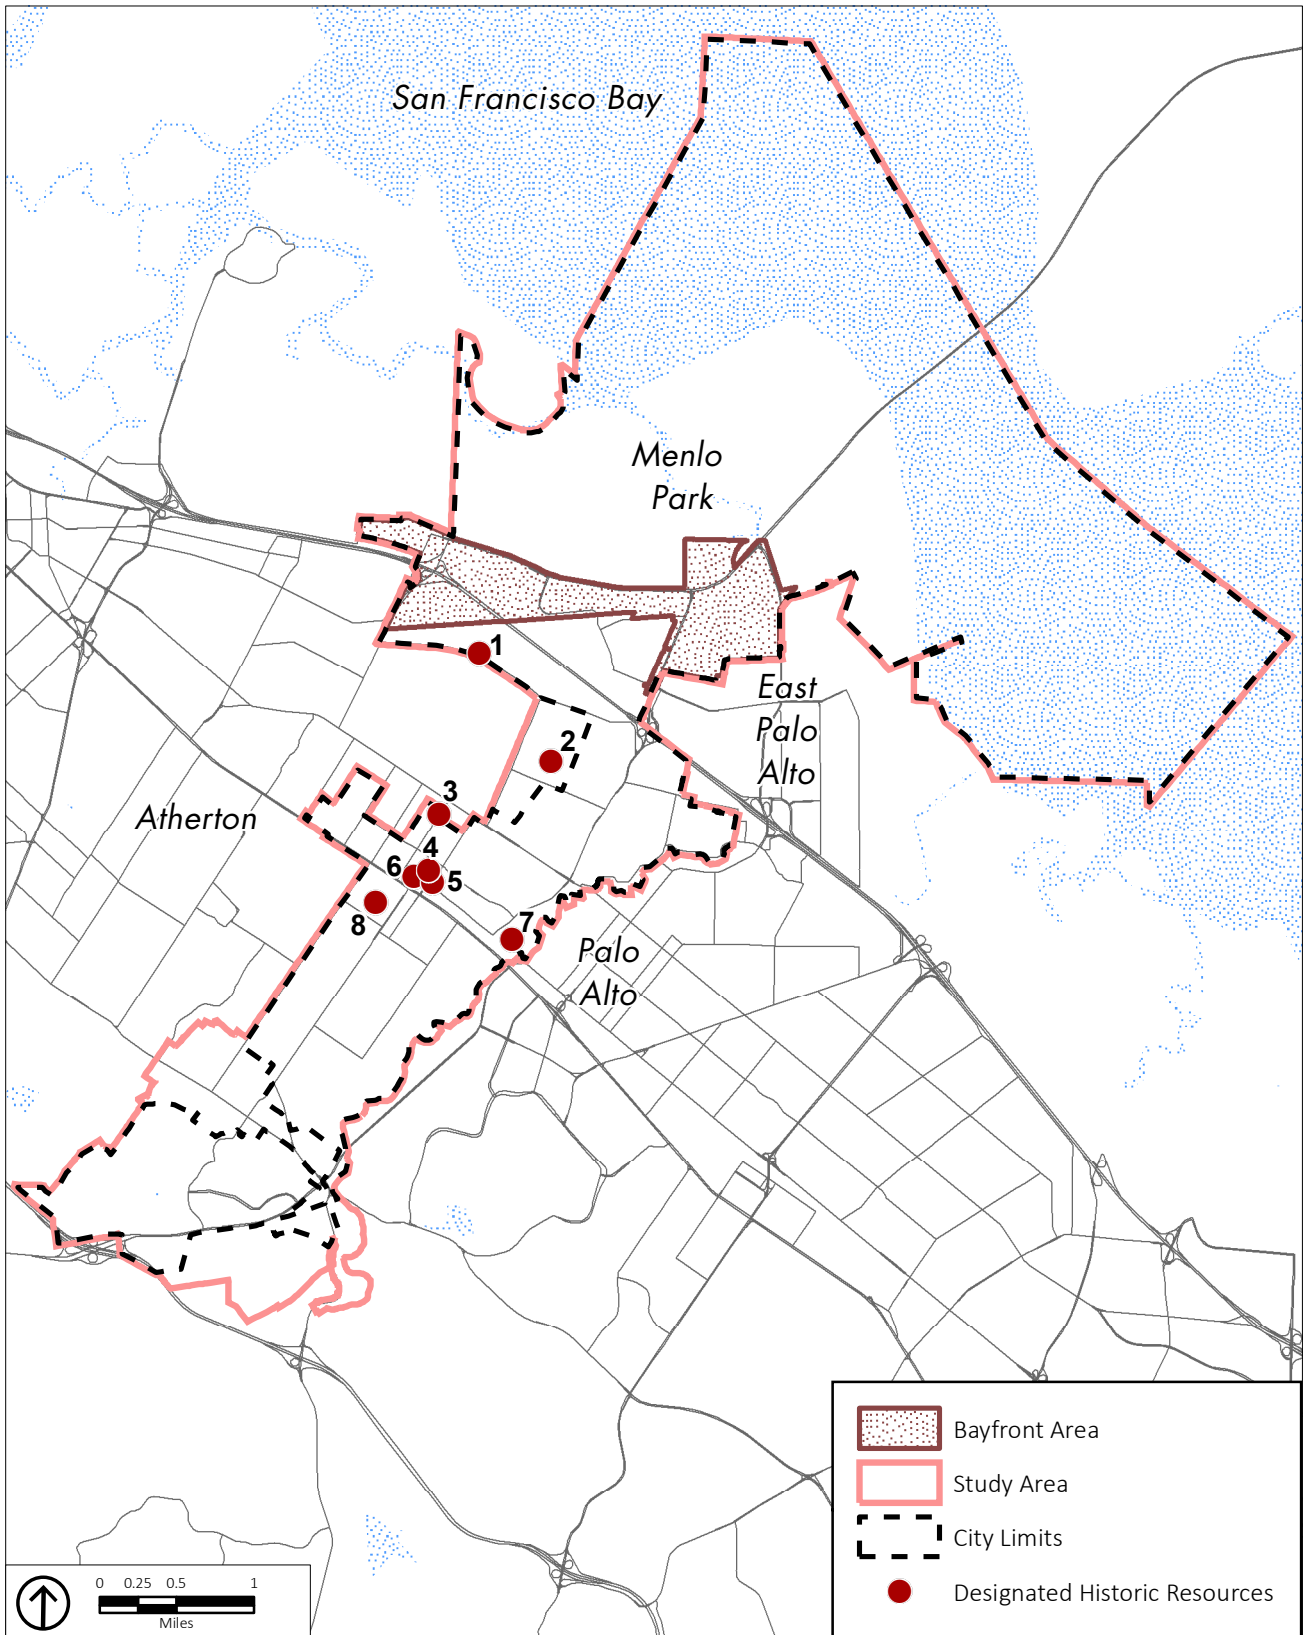 San Francisco Bay
Menlo
Park
1
East
Palo
Alto
2
3
Atherton
4
6
5
8
7
Palo
Alto
Bayfront Area
Study Area
City Limits
Designated Historic Resources
0 0.25 0.5 1
Miles